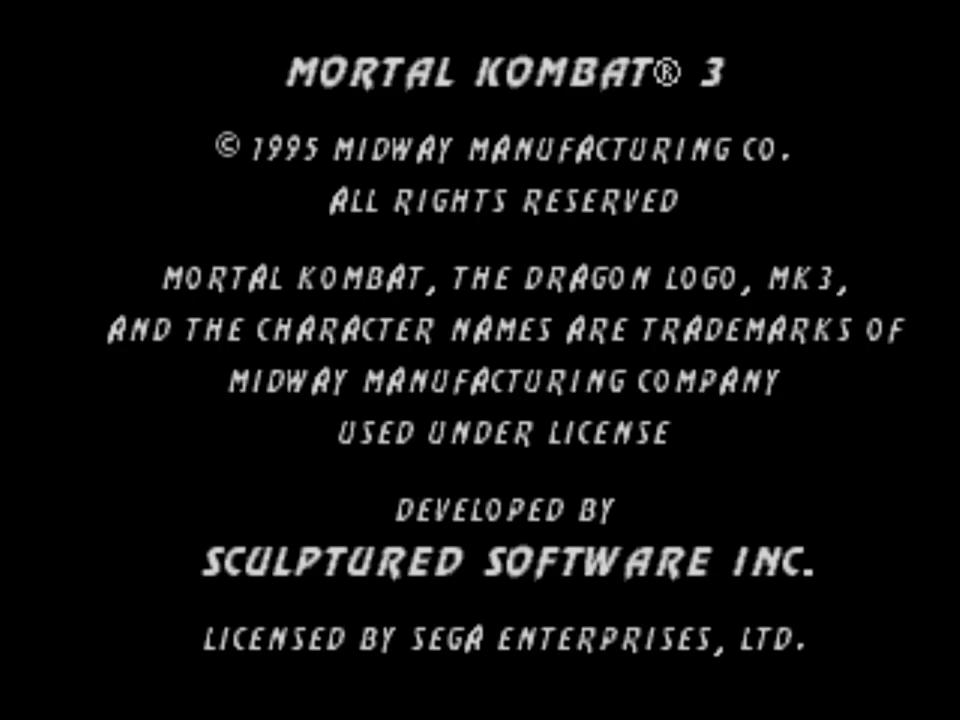 MORTAL KOMBAT® 3
© 1995 MIDWAY MANUFACTURING CO.
ALL RIGHTS RESERVED
MORTAL KOMBAT, THE DRAGON LOGO, MK3,
AND THE CHARACTER NAMES ARE TRADEMARKS OF
MIDWAY MANUFACTURING COMPANY
USED UNDER LICENSE
DEVELOPED BY
SCULPTURED SOFTWARE INC.
LICENSED BY SEGA ENTERPRISES, LTD.